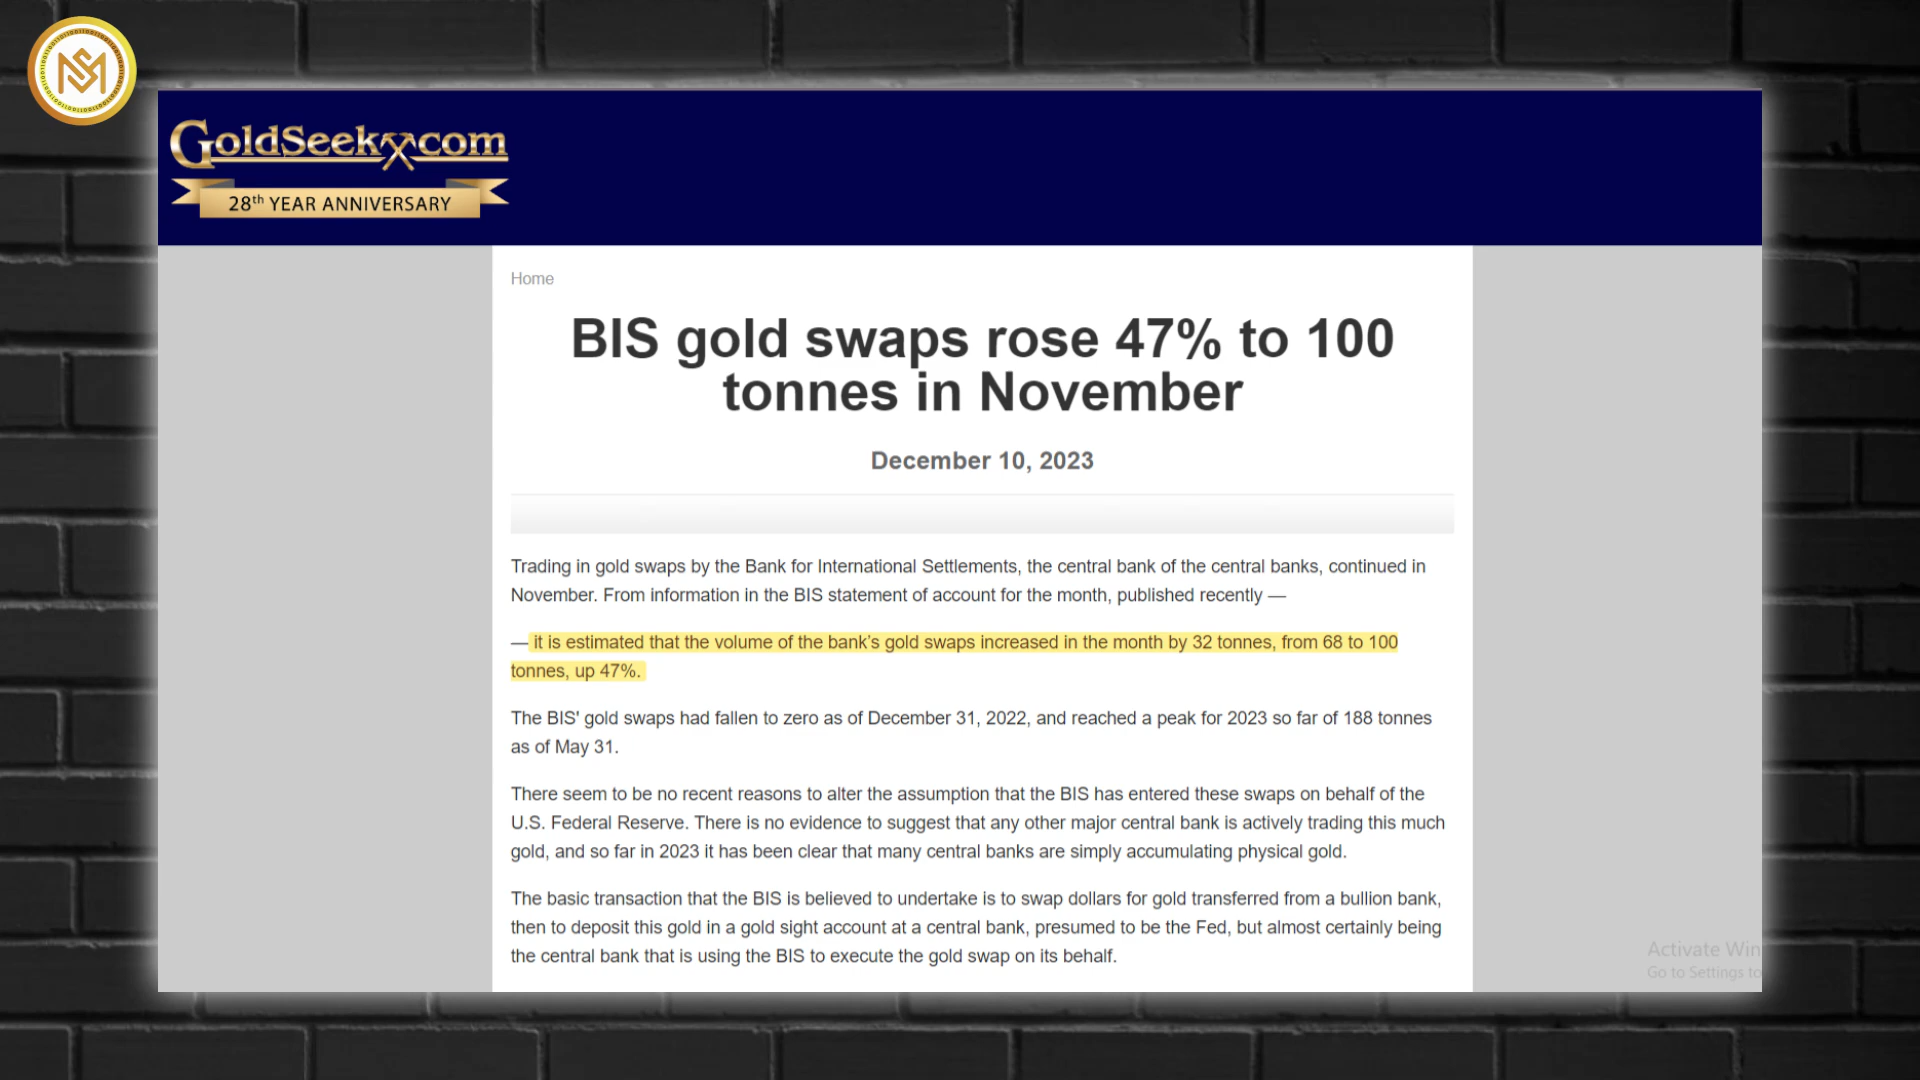 GoldSeek.com
28th YEAR ANNIVERSARY
Home
BIS gold swaps rose 47% to 100
tonnes in November
December 10, 2023
Trading in gold swaps by the Bank for International Settlements, the central bank of the central banks, continued in
November. From information in the BIS statement of account for the month, published recently —
— it is estimated that the volume of the bank's gold swaps increased in the month by 32 tonnes, from 68 to 100
tonnes, up 47%.
The BIS' gold swaps had fallen to zero as of December 31, 2022, and reached a peak for 2023 so far of 188 tonnes
as of May 31.
There seem to be no recent reasons to alter the assumption that the BIS has entered these swaps on behalf of the
U.S. Federal Reserve. There is no evidence to suggest that any other major central bank is actively trading this much
gold, and so far in 2023 it has been clear that many central banks are simply accumulating physical gold.
The basic transaction that the BIS is believed to undertake is to swap dollars for gold transferred from a bullion bank,
then to deposit this gold in a gold sight account at a central bank, presumed to be the Fed, but almost certainly being
the central bank that is using the BIS to execute the gold swap on its behalf.
Activate Win
Go to Settings to